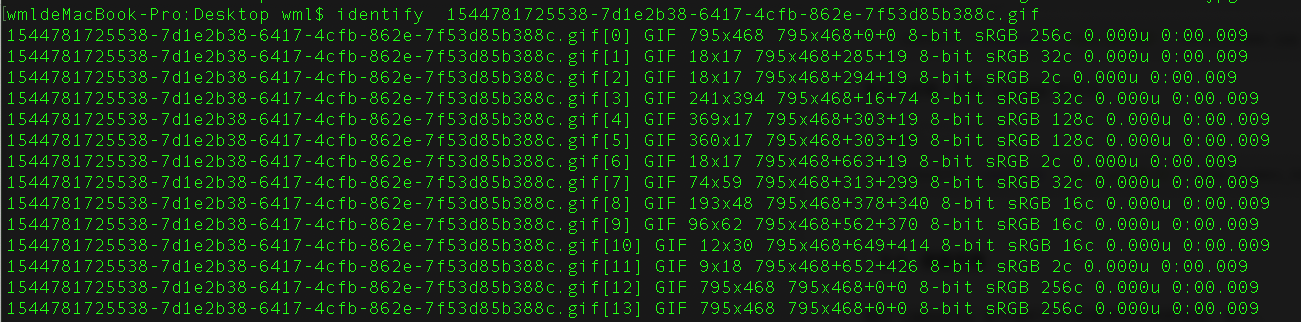 [wmldeMacBook-Pro:Desktop wml$ identify  1544781725538-7d1e2b38-6417-4cfb-862e-7f53d85b388c.gif
1544781725538-7d1e2b38-6417-4cfb-862e-7f53d85b388c.gif[0] GIF 795x468 795x468+0+0 8-bit sRGB 256c 0.000u 0:00.009
1544781725538-7d1e2b38-6417-4cfb-862e-7f53d85b388c.gif[1] GIF 18x17 795x468+285+19 8-bit sRGB 32c 0.000u 0:00.009
1544781725538-7d1e2b38-6417-4cfb-862e-7f53d85b388c.gif[2] GIF 18x17 795x468+294+19 8-bit sRGB 2c 0.000u 0:00.009
1544781725538-7d1e2b38-6417-4cfb-862e-7f53d85b388c.gif[3] GIF 241x394 795x468+16+74 8-bit sRGB 32c 0.000u 0:00.009
1544781725538-7d1e2b38-6417-4cfb-862e-7f53d85b388c.gif[4] GIF 369x17 795x468+303+19 8-bit sRGB 128c 0.000u 0:00.009
1544781725538-7d1e2b38-6417-4cfb-862e-7f53d85b388c.gif[5] GIF 360x17 795x468+303+19 8-bit sRGB 128c 0.000u 0:00.009
1544781725538-7d1e2b38-6417-4cfb-862e-7f53d85b388c.gif[6] GIF 18x17 795x468+663+19 8-bit sRGB 2c 0.000u 0:00.009
1544781725538-7d1e2b38-6417-4cfb-862e-7f53d85b388c.gif[7] GIF 74x59 795x468+313+299 8-bit sRGB 32c 0.000u 0:00.009
1544781725538-7d1e2b38-6417-4cfb-862e-7f53d85b388c.gif[8] GIF 193x48 795x468+378+340 8-bit sRGB 16c 0.000u 0:00.009
1544781725538-7d1e2b38-6417-4cfb-862e-7f53d85b388c.gif[9] GIF 96x62 795x468+562+370 8-bit sRGB 16c 0.000u 0:00.009
1544781725538-7d1e2b38-6417-4cfb-862e-7f53d85b388c.gif[10] GIF 12x30 795x468+649+414 8-bit sRGB 16c 0.000u 0:00.009
1544781725538-7d1e2b38-6417-4cfb-862e-7f53d85b388c.gif[11] GIF 9x18 795x468+652+426 8-bit sRGB 2c 0.000u 0:00.009
1544781725538-7d1e2b38-6417-4cfb-862e-7f53d85b388c.gif[12] GIF 795x468 795x468+0+0 8-bit sRGB 256c 0.000u 0:00.009
1544781725538-7d1e2b38-6417-4cfb-862e-7f53d85b388c.gif[13] GIF 795x468 795x468+0+0 8-bit sRGB 256c 0.000u 0:00.009